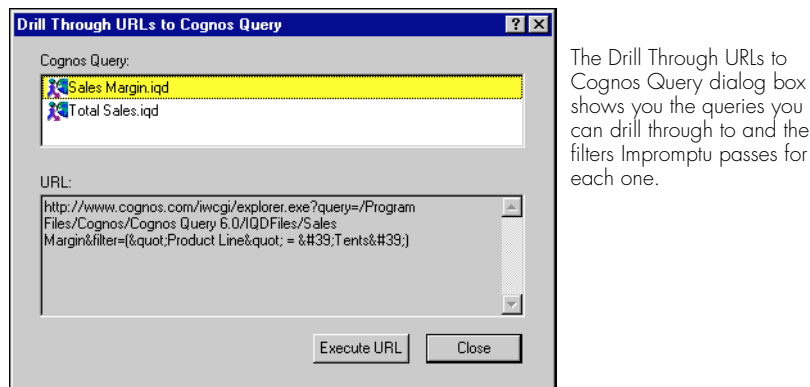 Drill Through URLs to Cognos Query
Cognos Query:
Sales Margin.iqd
Total Sales.iqd
URL:
http://www.cognos.com/iwcgi/explorer.exe?query=/Program
Files/Cognos/Cognos Query 6.0/IQDFiles/Sales
Margin&filter=(&quot;Product Line&quot; = &#39;Tents&#39;)
Execute URL
Close
The Drill Through URLs to
Cognos Query dialog box
shows you the queries you
can drill through to and the
filters Impromptu passes for
each one.